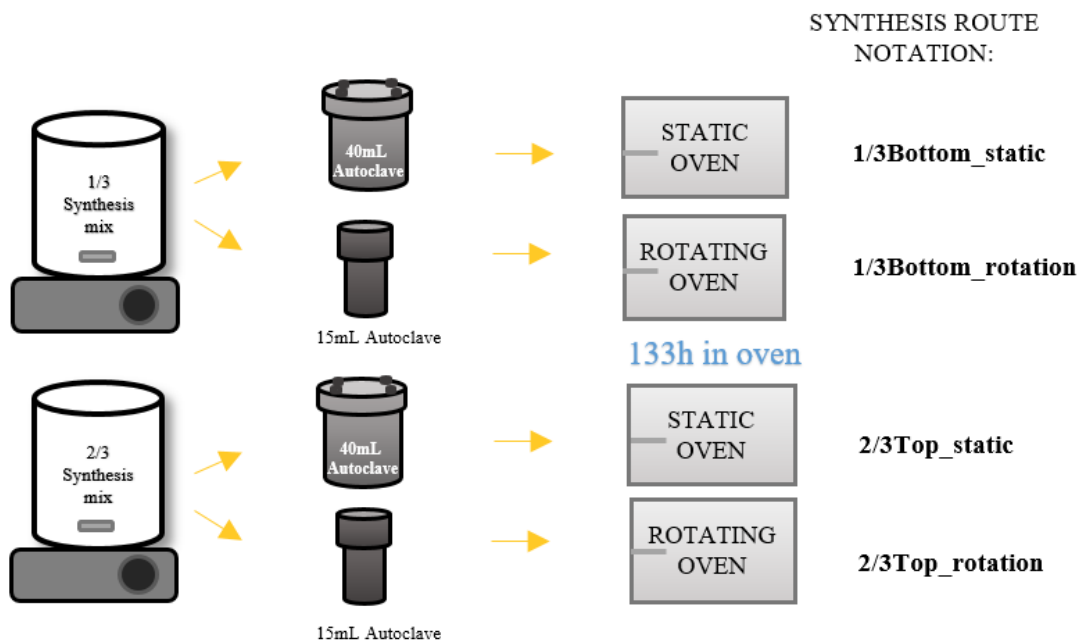 SYNTHESIS ROUTE
NOTATION:
1/3
Synthesis
mix
40mL
Autoclave
STATIC
OVEN
1/3Bottom_static
15mL Autoclave
ROTATING
OVEN
1/3Bottom_rotation
133h in oven
2/3
Synthesis
mix
40mL
Autoclave
STATIC
OVEN
2/3Top_static
15mL Autoclave
ROTATING
OVEN
2/3Top_rotation